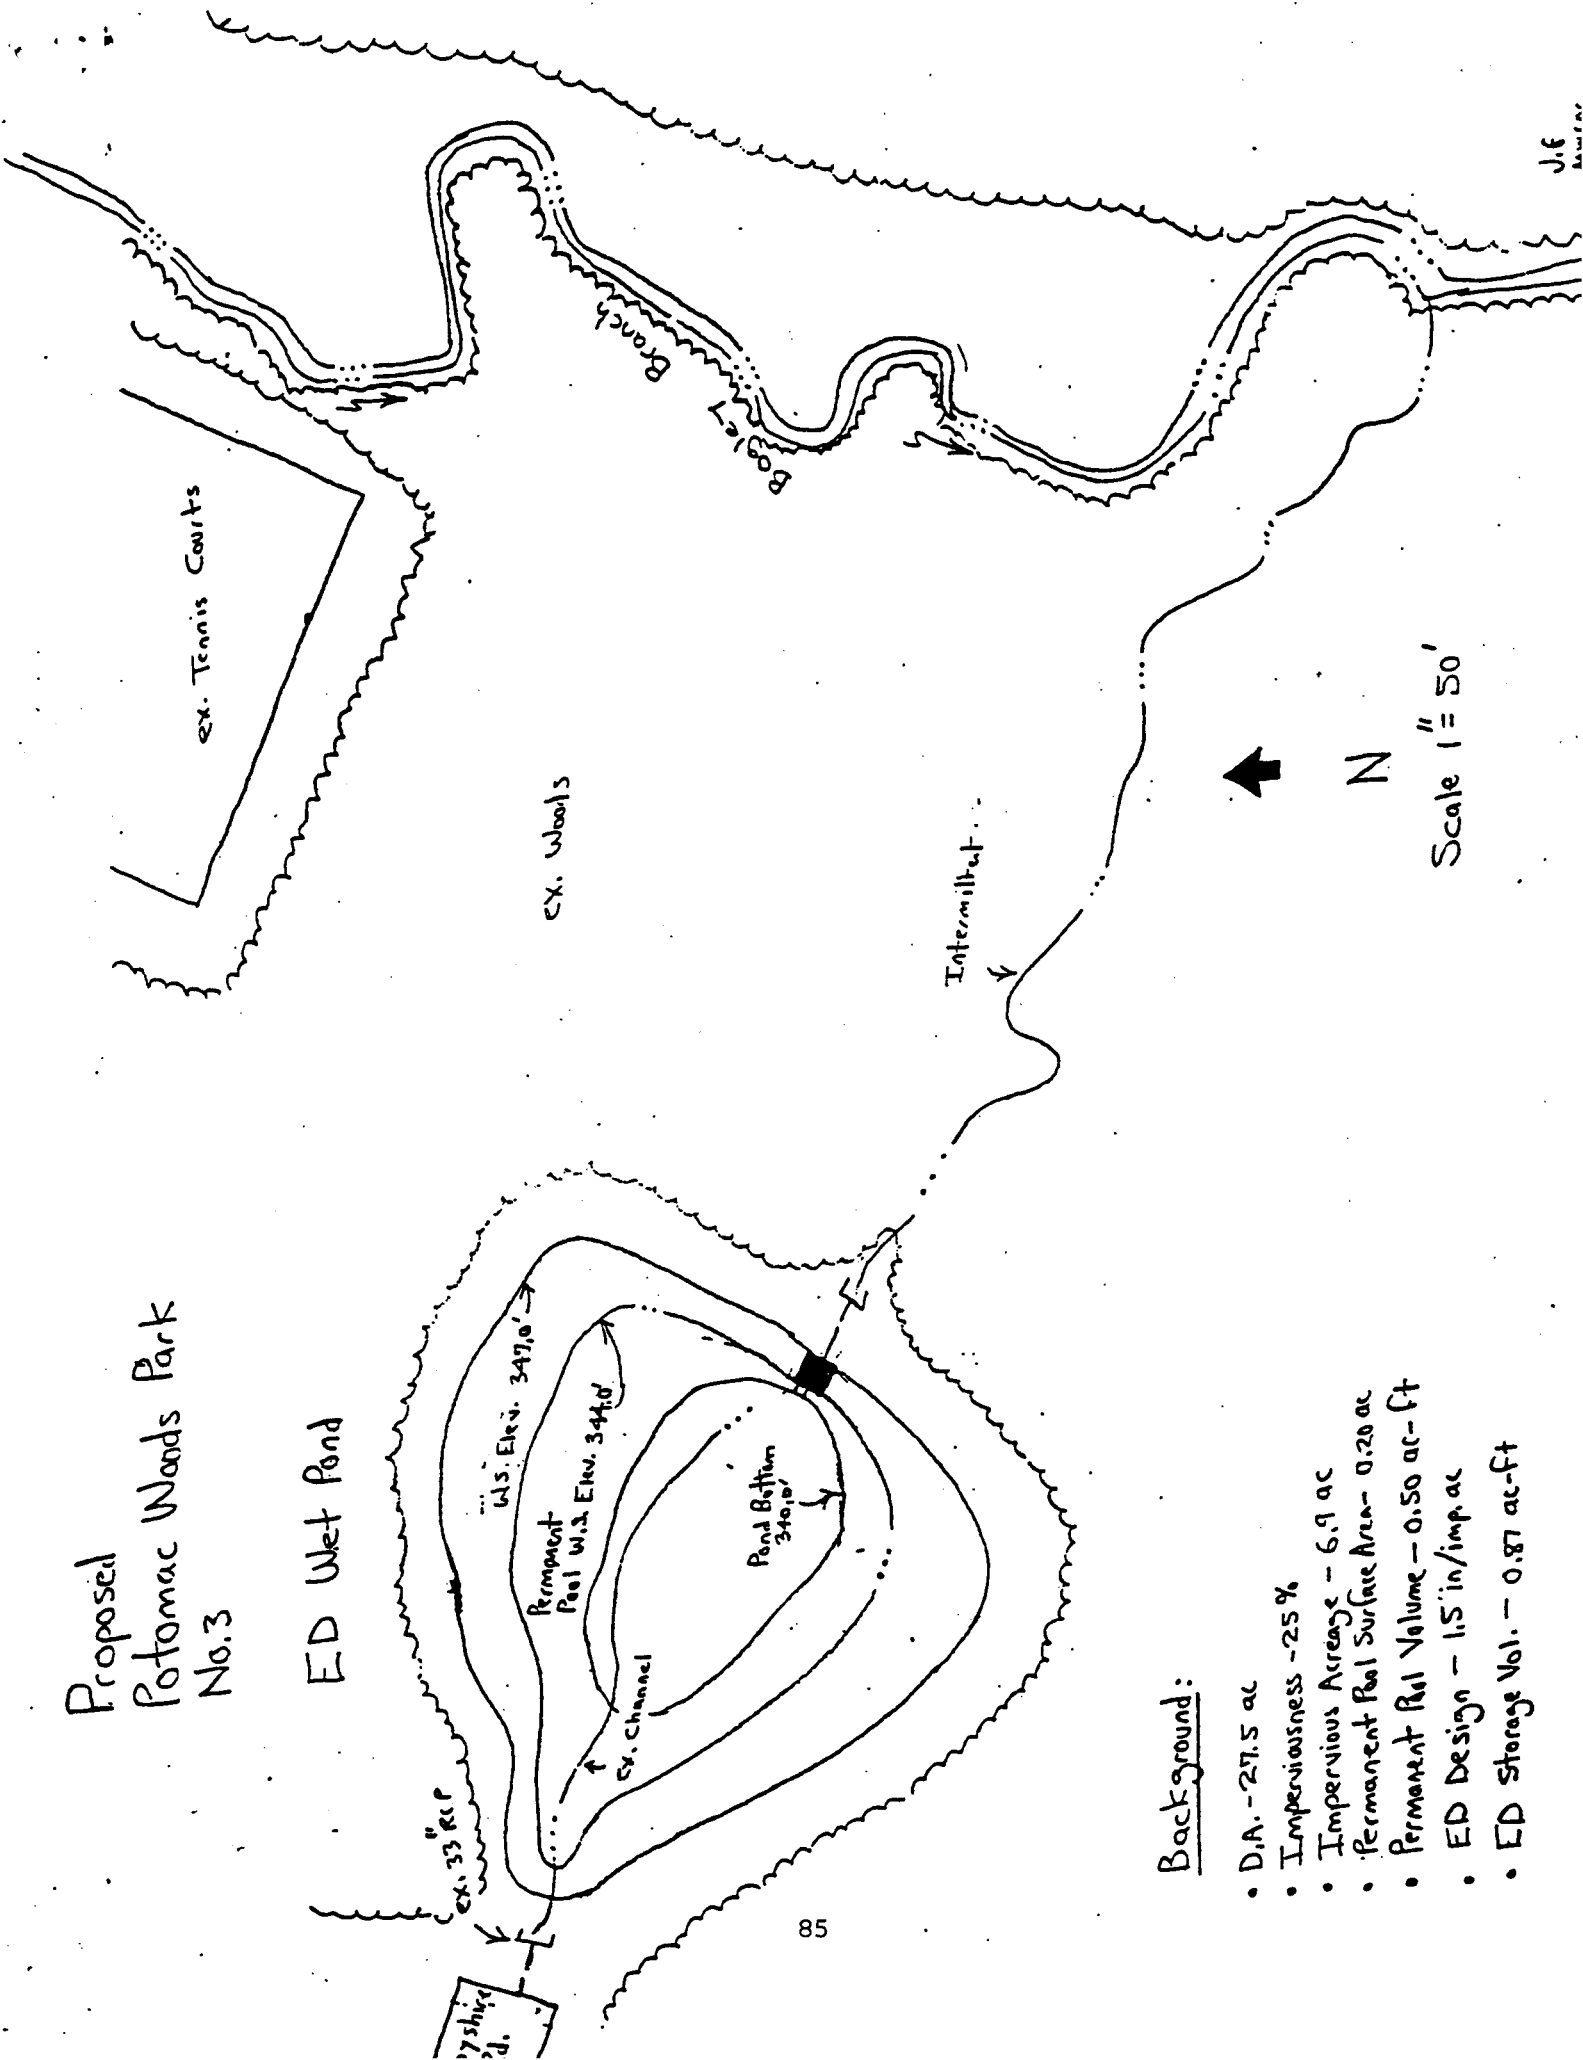 Proposed
Potomac Woods Park
No.3
ED Wet Pond
ex. Tennis Courts
ex. Woods
Bogley
Branch
ex. 33" RCP
W.S. Elev. 347.0'
Permanent
Pool W.S. Elev. 344.0'
Pond Bottom
340.0'
ex. Channel
N
Scale 1" = 50'
Background:
• D.A. - 27.5 ac
• Imperviousness - 25%
• Impervious Acreage - 6.9 ac
• Permanent Pool Surface Area - 0.20 ac
• Permanent Pool Volume - 0.50 ac-ft
• ED Design - 1.5 in/imp. ac
• ED Storage Vol. - 0.87 ac-ft
85